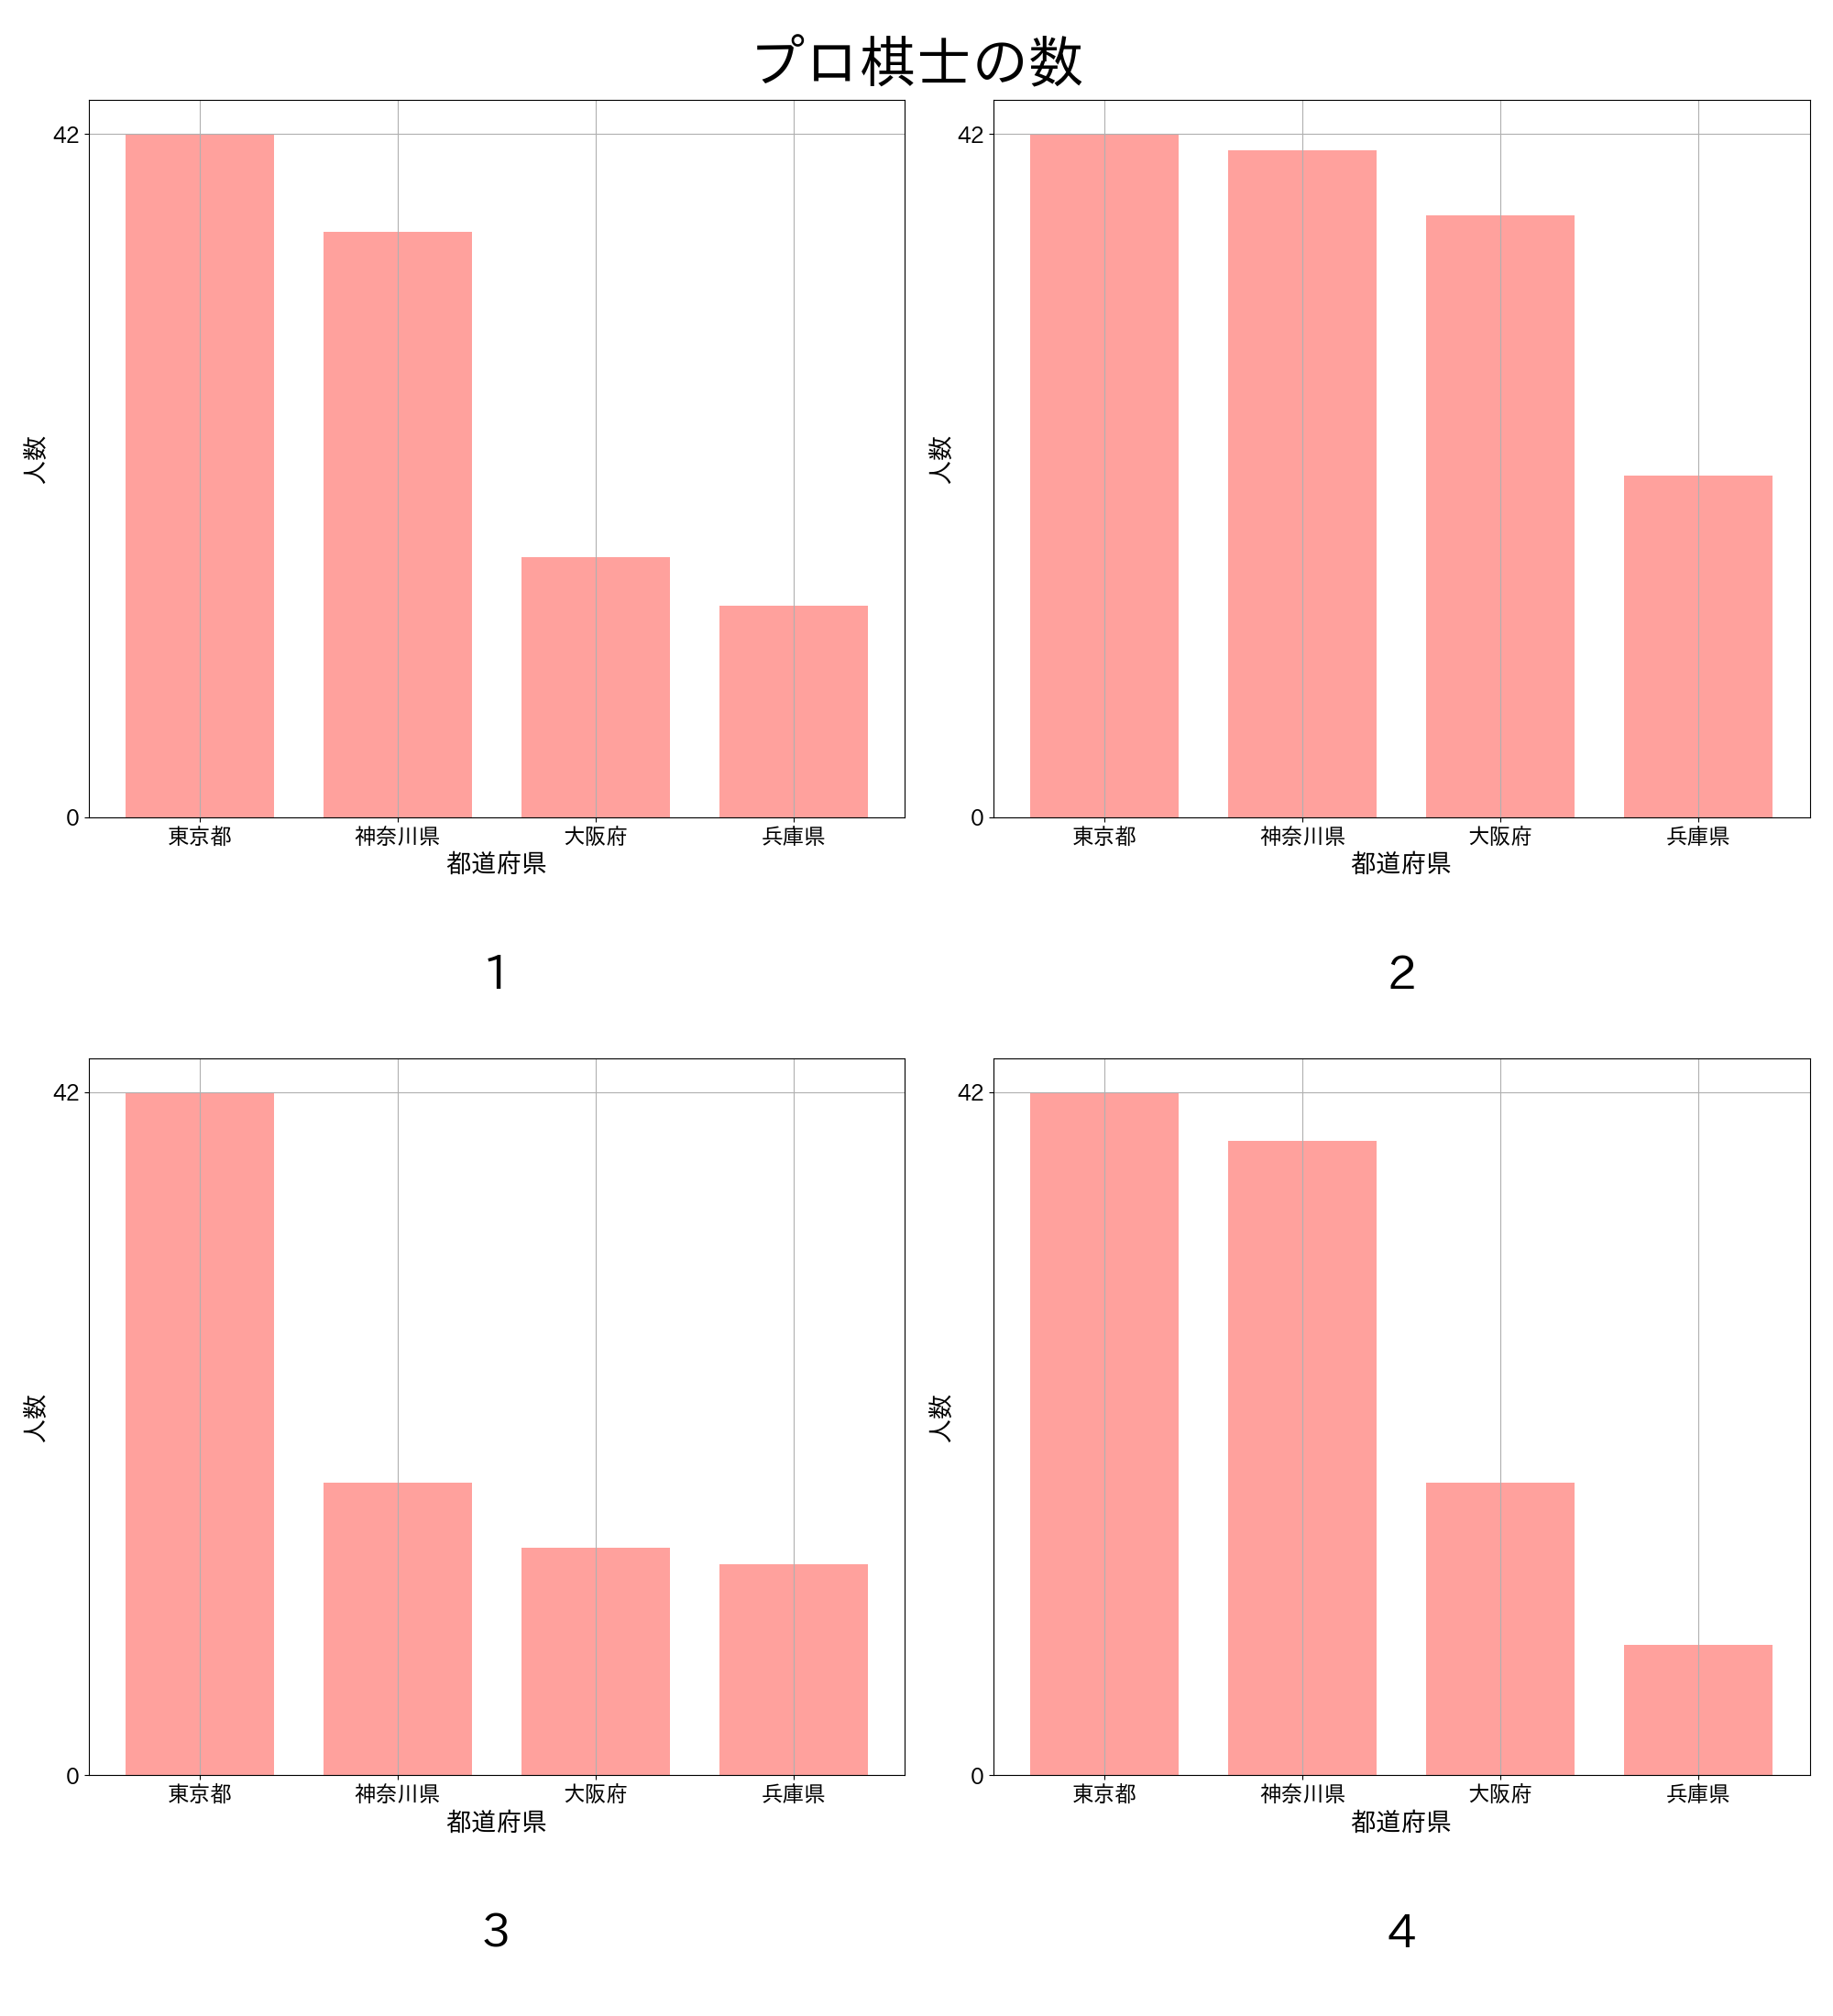 プロ棋士の数
42
0
人数
東京都 神奈川県 大阪府 兵庫県
都道府県
1
42
0
人数
東京都 神奈川県 大阪府 兵庫県
都道府県
2
42
0
人数
東京都 神奈川県 大阪府 兵庫県
都道府県
3
42
0
人数
東京都 神奈川県 大阪府 兵庫県
都道府県
4